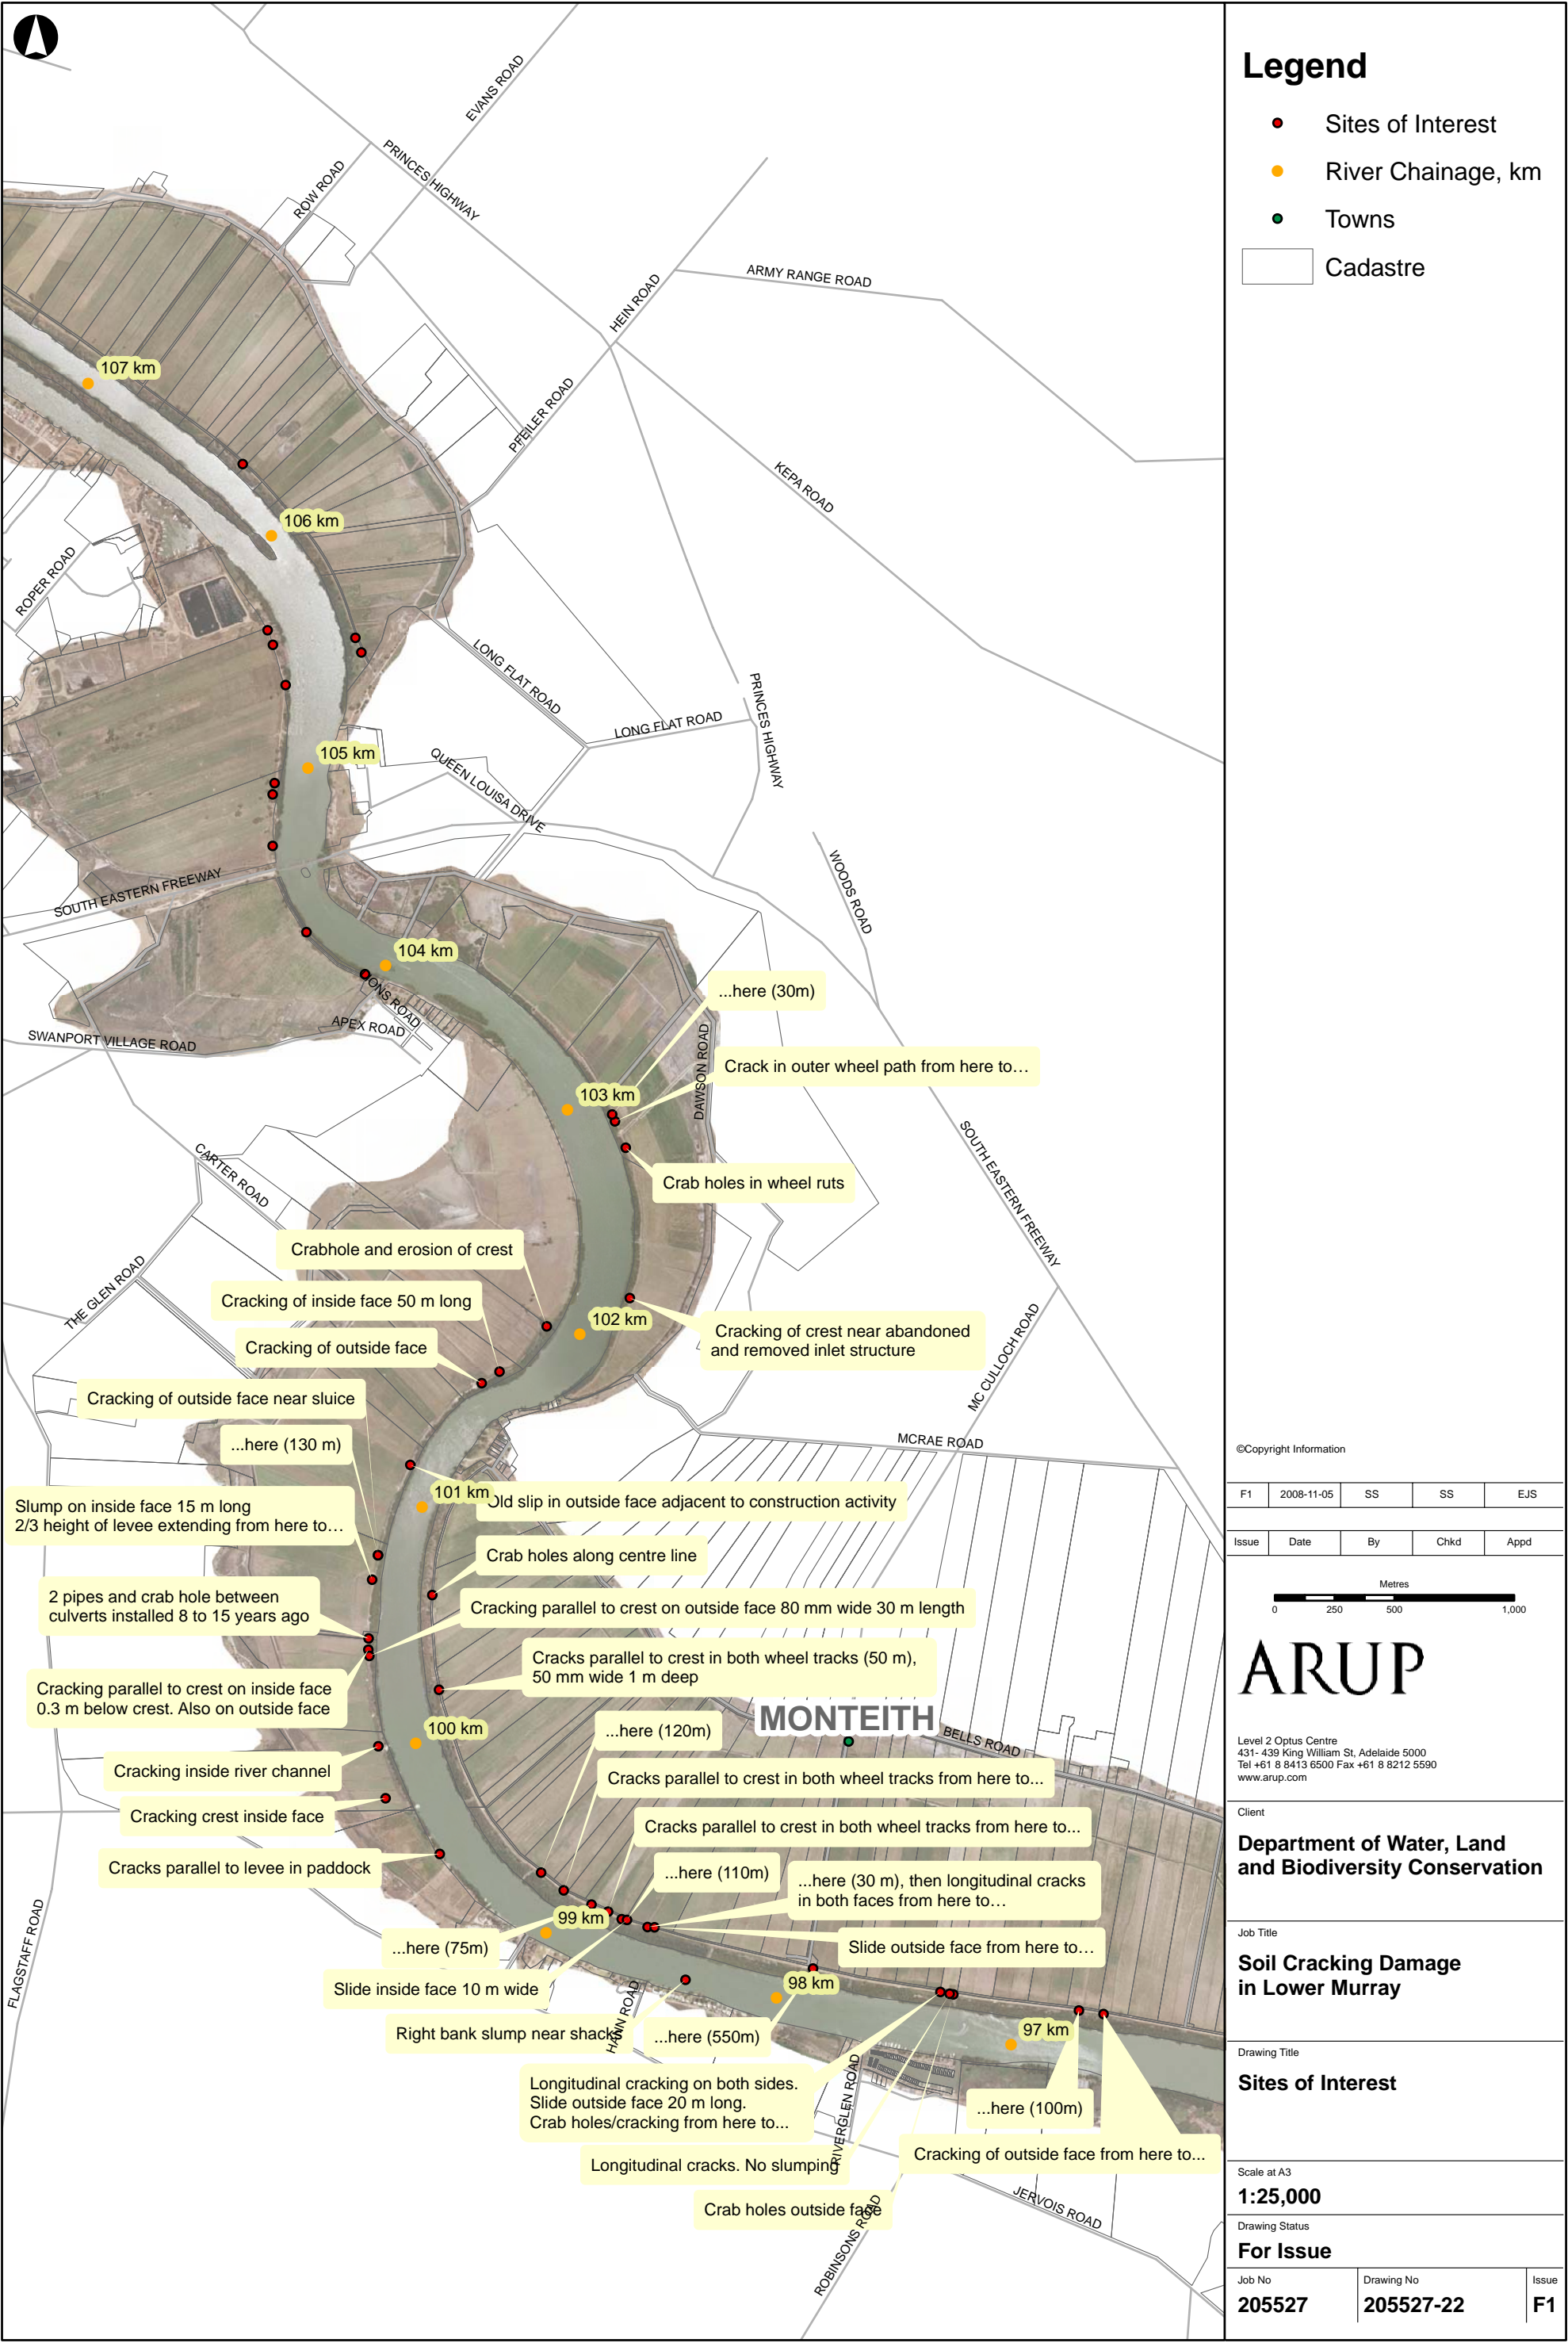 EVANS ROAD
PRINCES HIGHWAY
ROW ROAD
ARMY RANGE ROAD
HEIN ROAD
107 km
PFEILER ROAD
KEPA ROAD
106 km
ROPER ROAD
LONG FLAT ROAD
LONG FLAT ROAD
PRINCES HIGHWAY
105 km
QUEEN LOUISA DRIVE
SOUTH EASTERN FREEWAY
WOODS ROAD
104 km
...here (30m)
ONS ROAD
APEX ROAD
SWANPORT VILLAGE ROAD
DAWSON ROAD
Crack in outer wheel path from here to…
103 km
Crab holes in wheel ruts
SOUTH EASTERN FREEWAY
CARTER ROAD
Crabhole and erosion of crest
THE GLEN ROAD
Cracking of inside face 50 m long
102 km
Cracking of crest near abandoned
and removed inlet structure
Cracking of outside face
MC CULLOCH ROAD
Cracking of outside face near sluice
...here (130 m)
MCRAE ROAD
101 km
Old slip in outside face adjacent to construction activity
Slump on inside face 15 m long
2/3 height of levee extending from here to…
Crab holes along centre line
2 pipes and crab hole between
culverts installed 8 to 15 years ago
Cracking parallel to crest on outside face 80 mm wide 30 m length
Cracks parallel to crest in both wheel tracks (50 m),
50 mm wide 1 m deep
Cracking parallel to crest on inside face
0.3 m below crest. Also on outside face
MONTEITH
BELLS ROAD
100 km
...here (120m)
Cracking inside river channel
Cracks parallel to crest in both wheel tracks from here to...
Cracking crest inside face
Cracks parallel to crest in both wheel tracks from here to...
Cracks parallel to levee in paddock
...here (110m)
...here (30 m), then longitudinal cracks
in both faces from here to…
99 km
FLAGSTAFF ROAD
...here (75m)
Slide outside face from here to…
Slide inside face 10 m wide
98 km
HAHN ROAD
Right bank slump near shacks
...here (550m)
97 km
Longitudinal cracking on both sides.
Slide outside face 20 m long.
Crab holes/cracking from here to...
RIVERGLEN ROAD
...here (100m)
Cracking of outside face from here to...
Longitudinal cracks. No slumping
Crab holes outside face
JERVOIS ROAD
ROBINSONS ROAD
Legend
Sites of Interest
River Chainage, km
Towns
Cadastre
©Copyright Information
F1 2008-11-05 SS SS EJS
Issue Date By Chkd Appd
Metres
0 250 500 1,000
ARUP
Level 2 Optus Centre
431- 439 King William St, Adelaide 5000
Tel +61 8 8413 6500 Fax +61 8 8212 5590
www.arup.com
Client
Department of Water, Land
and Biodiversity Conservation
Job Title
Soil Cracking Damage
in Lower Murray
Drawing Title
Sites of Interest
Scale at A3
1:25,000
Drawing Status
For Issue
Job No Drawing No Issue
205527 205527-22 F1